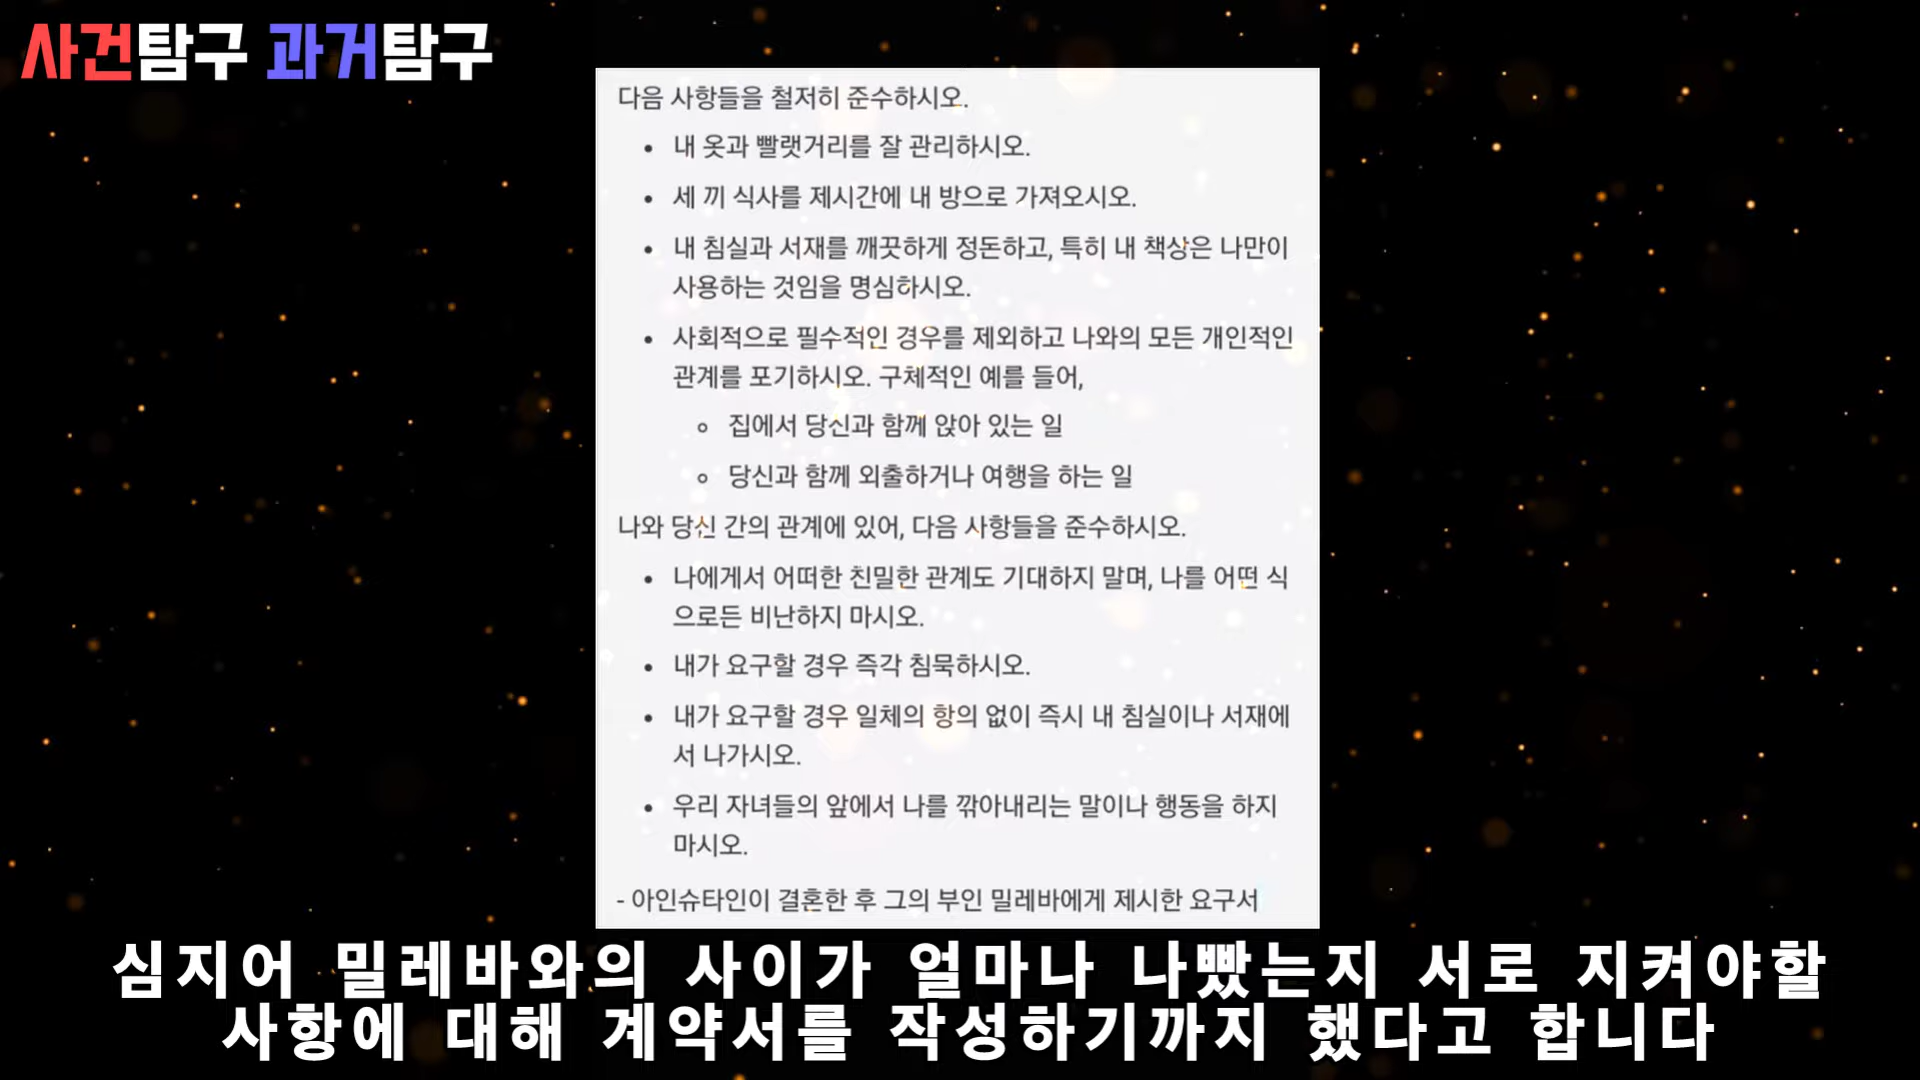 사건탐구 과거탐구
다음 사항들을 철저히 준수하시오.
• 내 옷과 빨랫거리를 잘 관리하시오.
• 세 끼 식사를 제시간에 내 방으로 가져오시오.
• 내 침실과 서재를 깨끗하게 정돈하고, 특히 내 책상은 나만이
사용하는 것임을 명심하시오.
• 사회적으로 필수적인 경우를 제외하고 나와의 모든 개인적인
관계를 포기하시오. 구체적인 예를 들어,
∘ 집에서 당신과 함께 앉아 있는 일
∘ 당신과 함께 외출하거나 여행을 하는 일
나와 당신 간의 관계에 있어, 다음 사항들을 준수하시오.
• 나에게서 어떠한 친밀한 관계도 기대하지 말며, 나를 어떤 식
으로든 비난하지 마시오.
• 내가 요구할 경우 즉각 침묵하시오.
• 내가 요구할 경우 일체의 항의 없이 즉시 내 침실이나 서재에
서 나가시오.
• 우리 자녀들의 앞에서 나를 깎아내리는 말이나 행동을 하지
마시오.
- 아인슈타인이 결혼한 후 그의 부인 밀레바에게 제시한 요구서
심지어 밀레바와의 사이가 얼마나 나빴는지 서로 지켜야할
사항에 대해 계약서를 작성하기까지 했다고 합니다